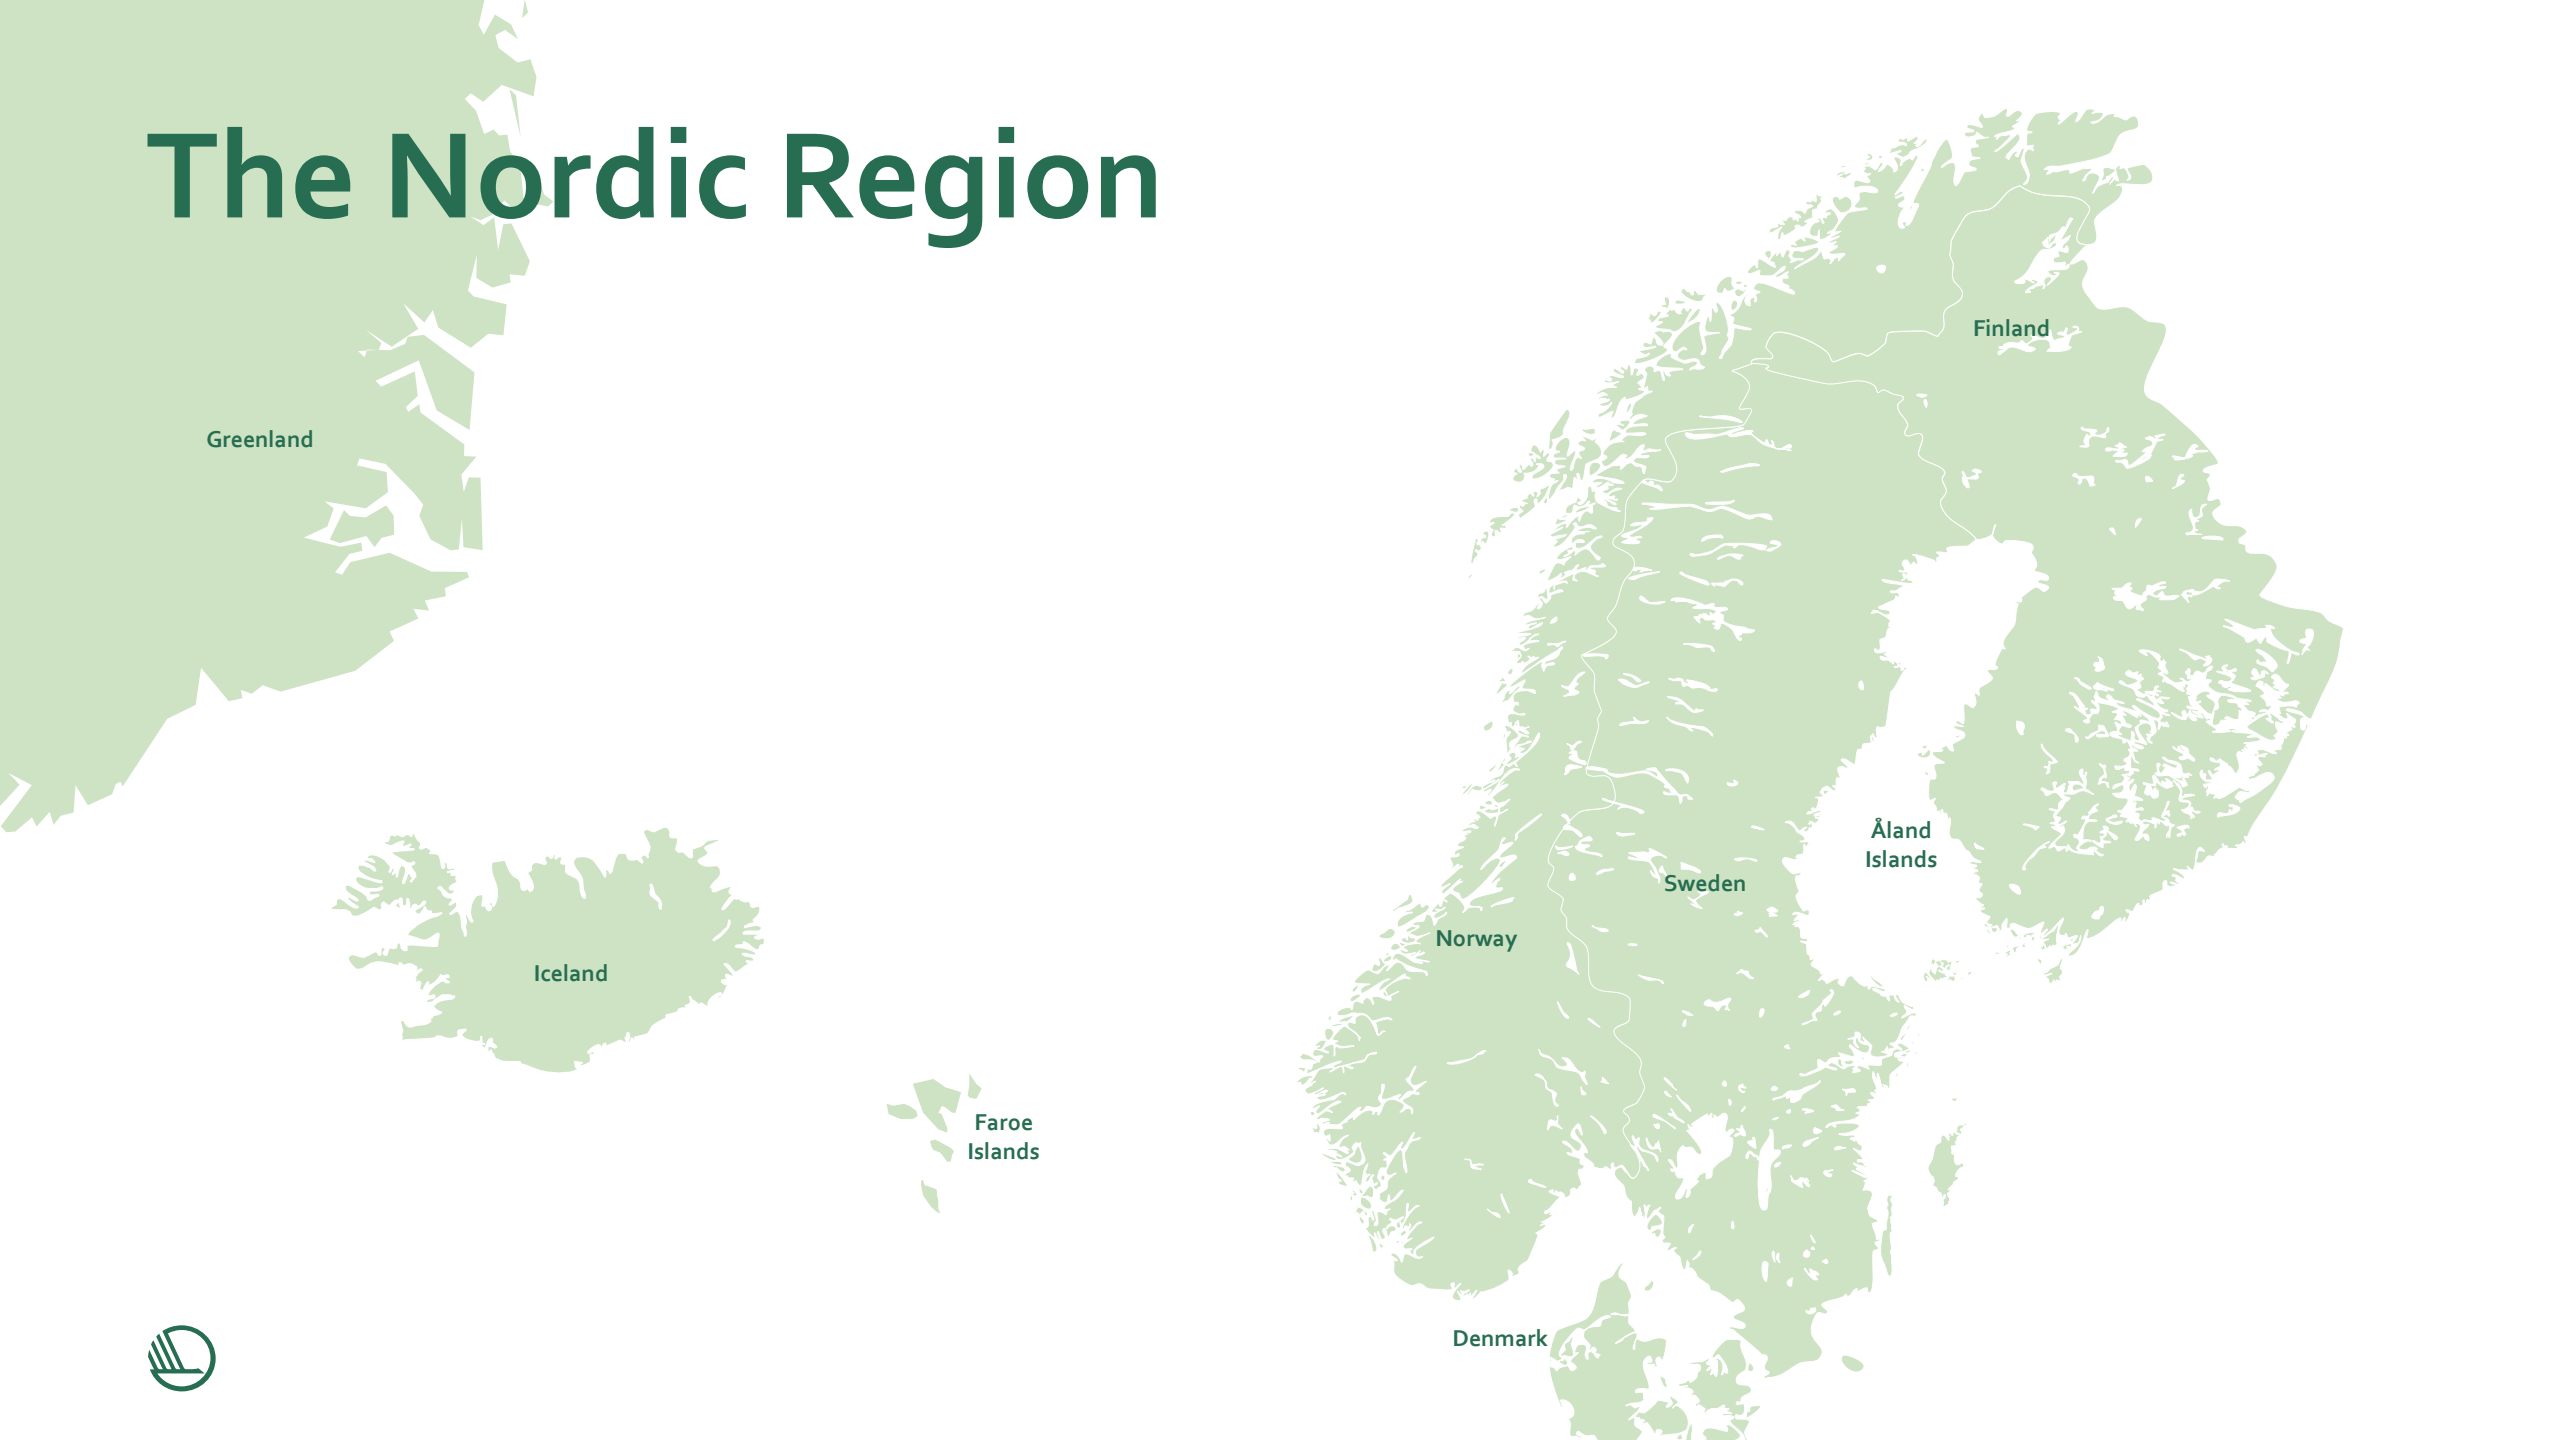 The Nordic Region
Finland
Greenland
Åland
Islands
Sweden
Norway
Iceland
Faroe
Islands
Denmark